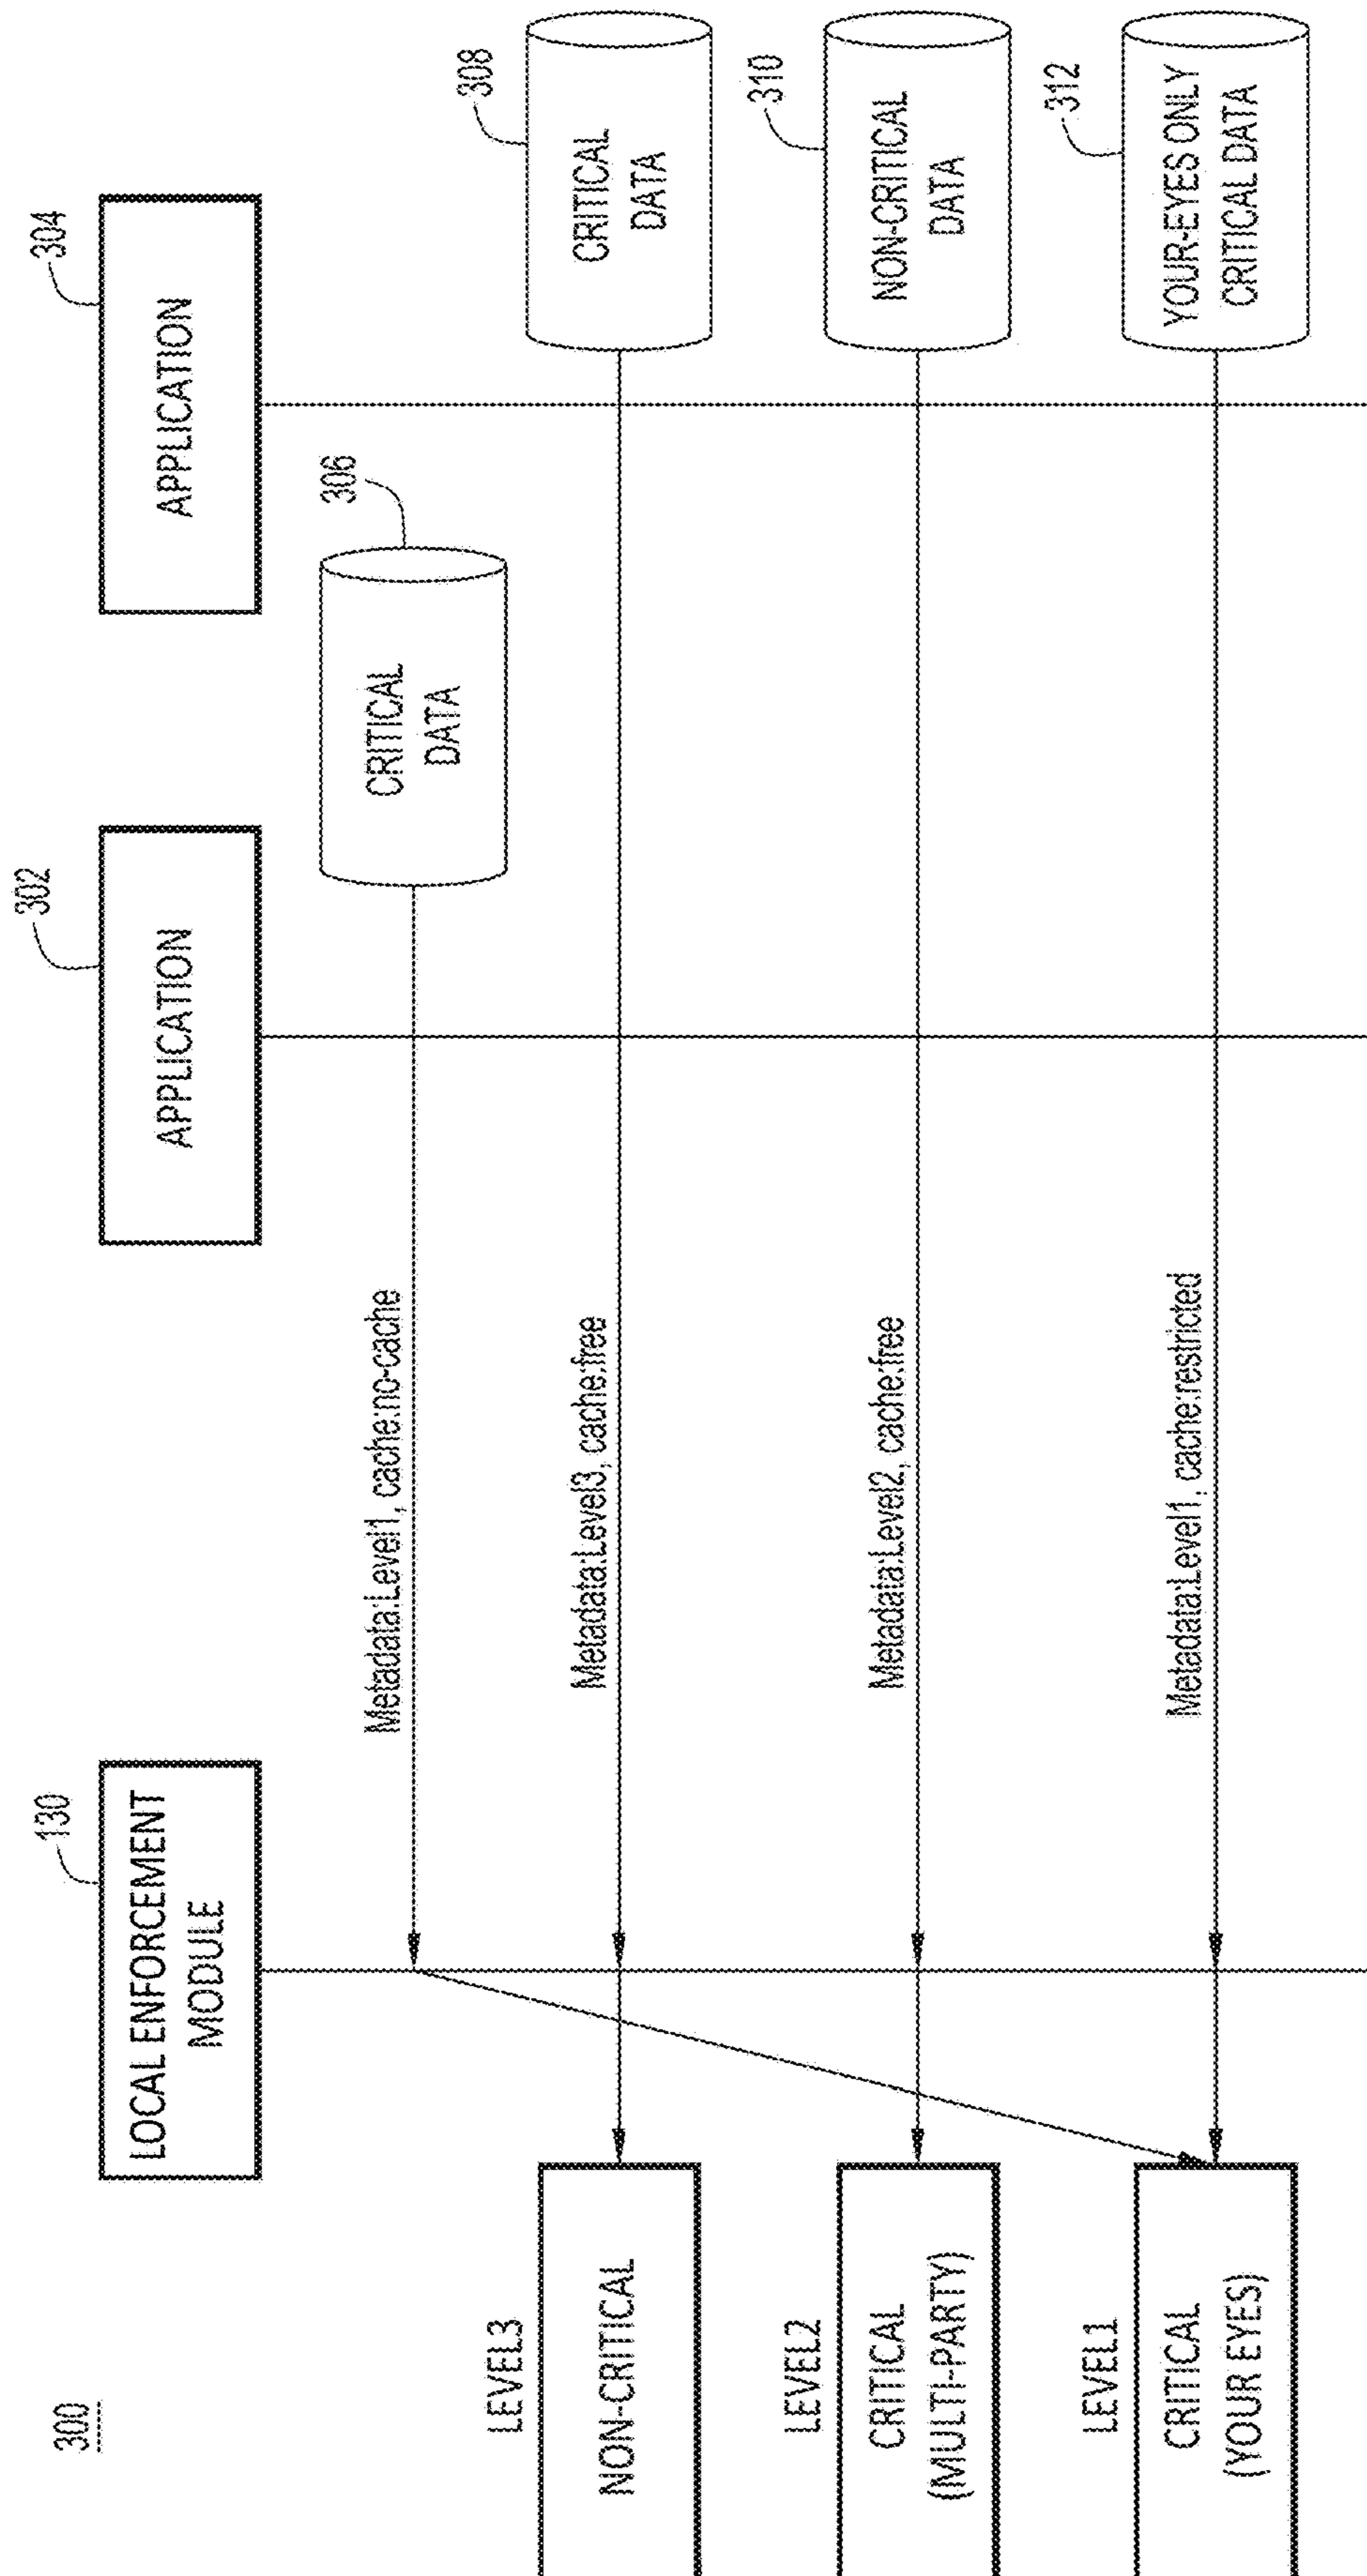 300
130
LOCAL ENFORCEMENT
MODULE
302
APPLICATION
304
APPLICATION
306
CRITICAL
DATA
Metadata:Level1, cache:no-cache
LEVEL3
NON-CRITICAL
Metadata:Level3, cache:free
308
CRITICAL
DATA
LEVEL2
CRITICAL
(MULTI-PARTY)
Metadata:Level2, cache:free
310
NON-CRITICAL
DATA
LEVEL1
CRITICAL
(YOUR EYES)
Metadata:Level1, cache:restricted
312
YOUR-EYES ONLY
CRITICAL DATA